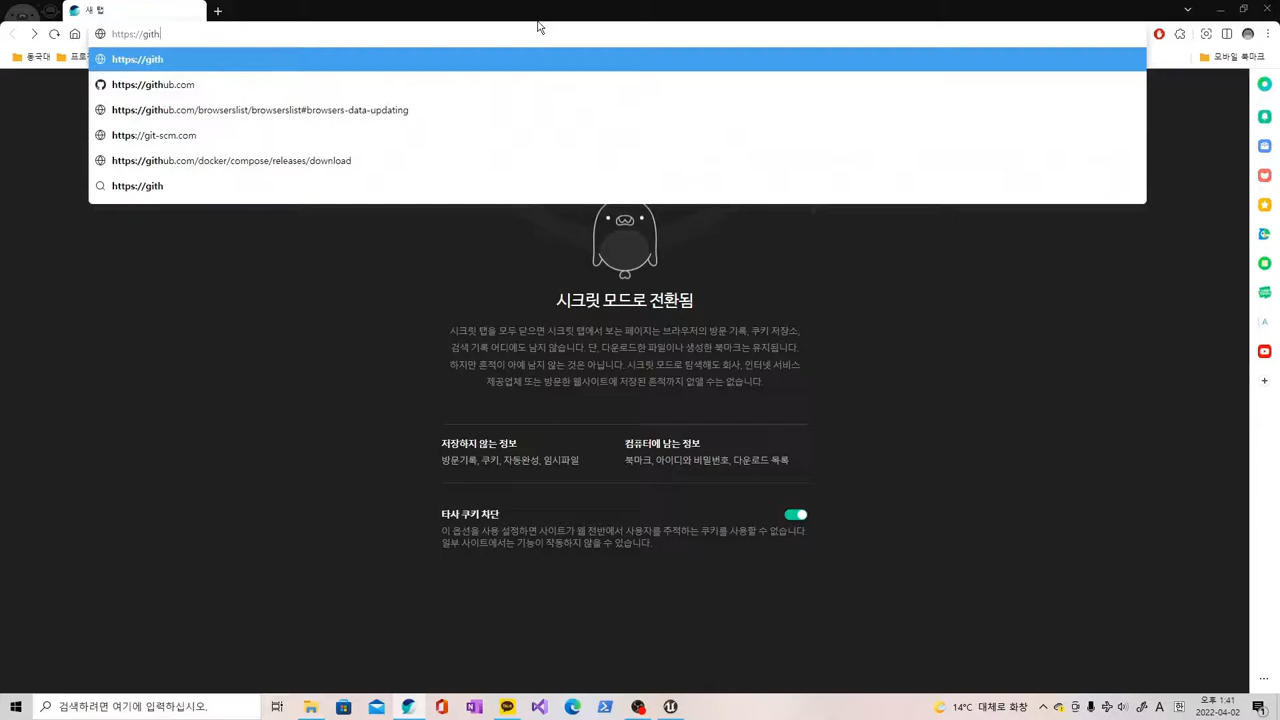 새 탭
https://gith
동국대
프로
모바일 북마크
https://gith
https://github.com
https://github.com/browserslist/browserslist#browsers-data-updating
https://git-scm.com
https://github.com/docker/compose/releases/download
https://gith
시크릿 모드로 전환됨
시크릿 탭을 모두 닫으면 시크릿 탭에서 보는 페이지는 브라우저의 방문 기록, 쿠키 저장소,
검색 기록 어디에도 남지 않습니다. 단, 다운로드한 파일이나 생성한 북마크는 유지됩니다.
하지만 흔적이 아예 남지 않는 것은 아닙니다. 시크릿 모드로 탐색해도 회사, 인터넷 서비스
제공업체 또는 방문한 웹사이트에 저장된 흔적까지 없앨 수는 없습니다.
저장하지 않는 정보
방문기록, 쿠키, 자동완성, 임시파일
컴퓨터에 남는 정보
북마크, 아이디와 비밀번호, 다운로드 목록
타사 쿠키 차단
이 옵션을 사용 설정하면 사이트가 웹 전반에서 사용자를 추적하는 쿠키를 사용할 수 없습니다.
일부 사이트에서는 기능이 작동하지 않을 수 있습니다.
검색하려면 여기에 입력하십시오.
14°C 대체로 화창
A
한
오후 1:41
2022-04-02